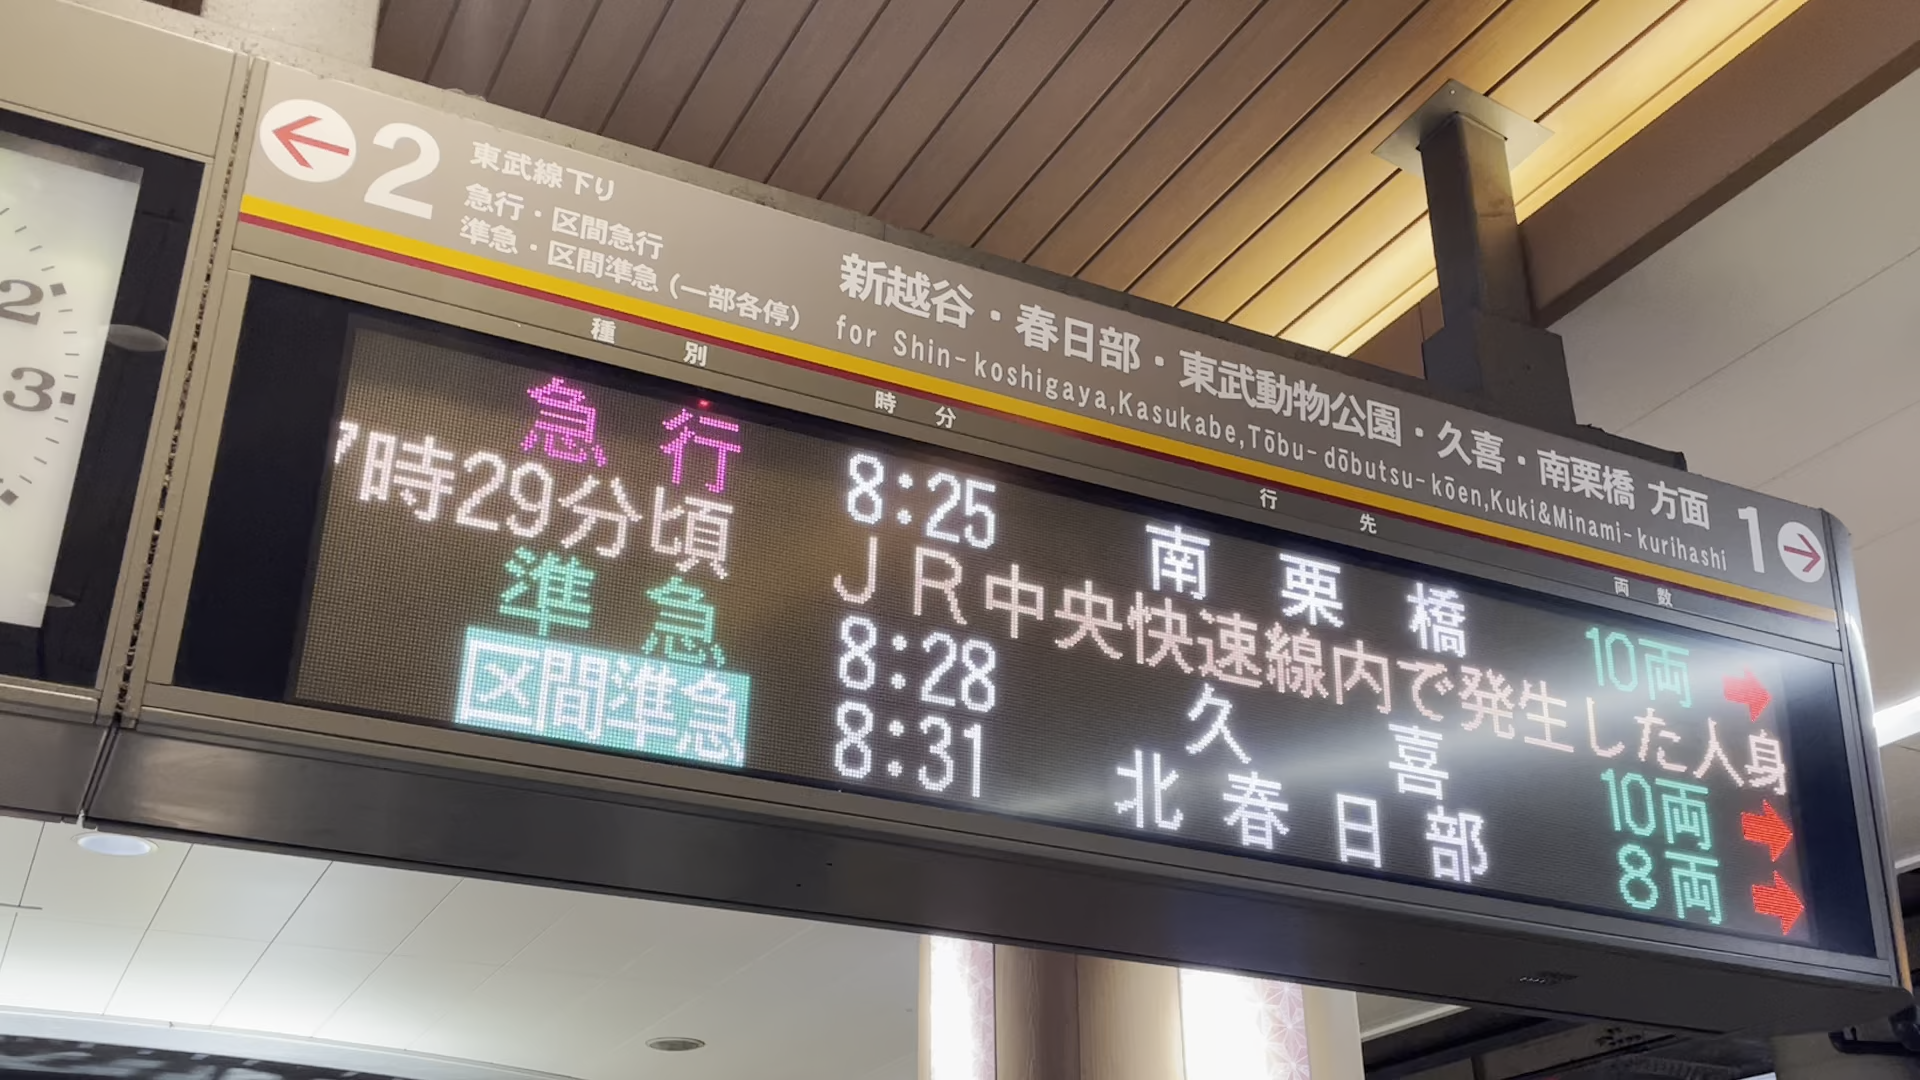 2 東武線下り
急行・区間急行
準急・区間準急(一部各停)
新越谷・春日部・東武動物公園・久喜・南栗橋 方面 1
for Shin-koshigaya,Kasukabe,Tōbu-dōbutsu-kōen,Kuki&Minami-kurihashi
種別 時分 行先 両数
急行 8:25 南栗橋 10両
7時29分頃 JR中央快速線内で発生した人身
準急 8:28 久喜 10両
区間準急 8:31 北春日部 8両
2
3